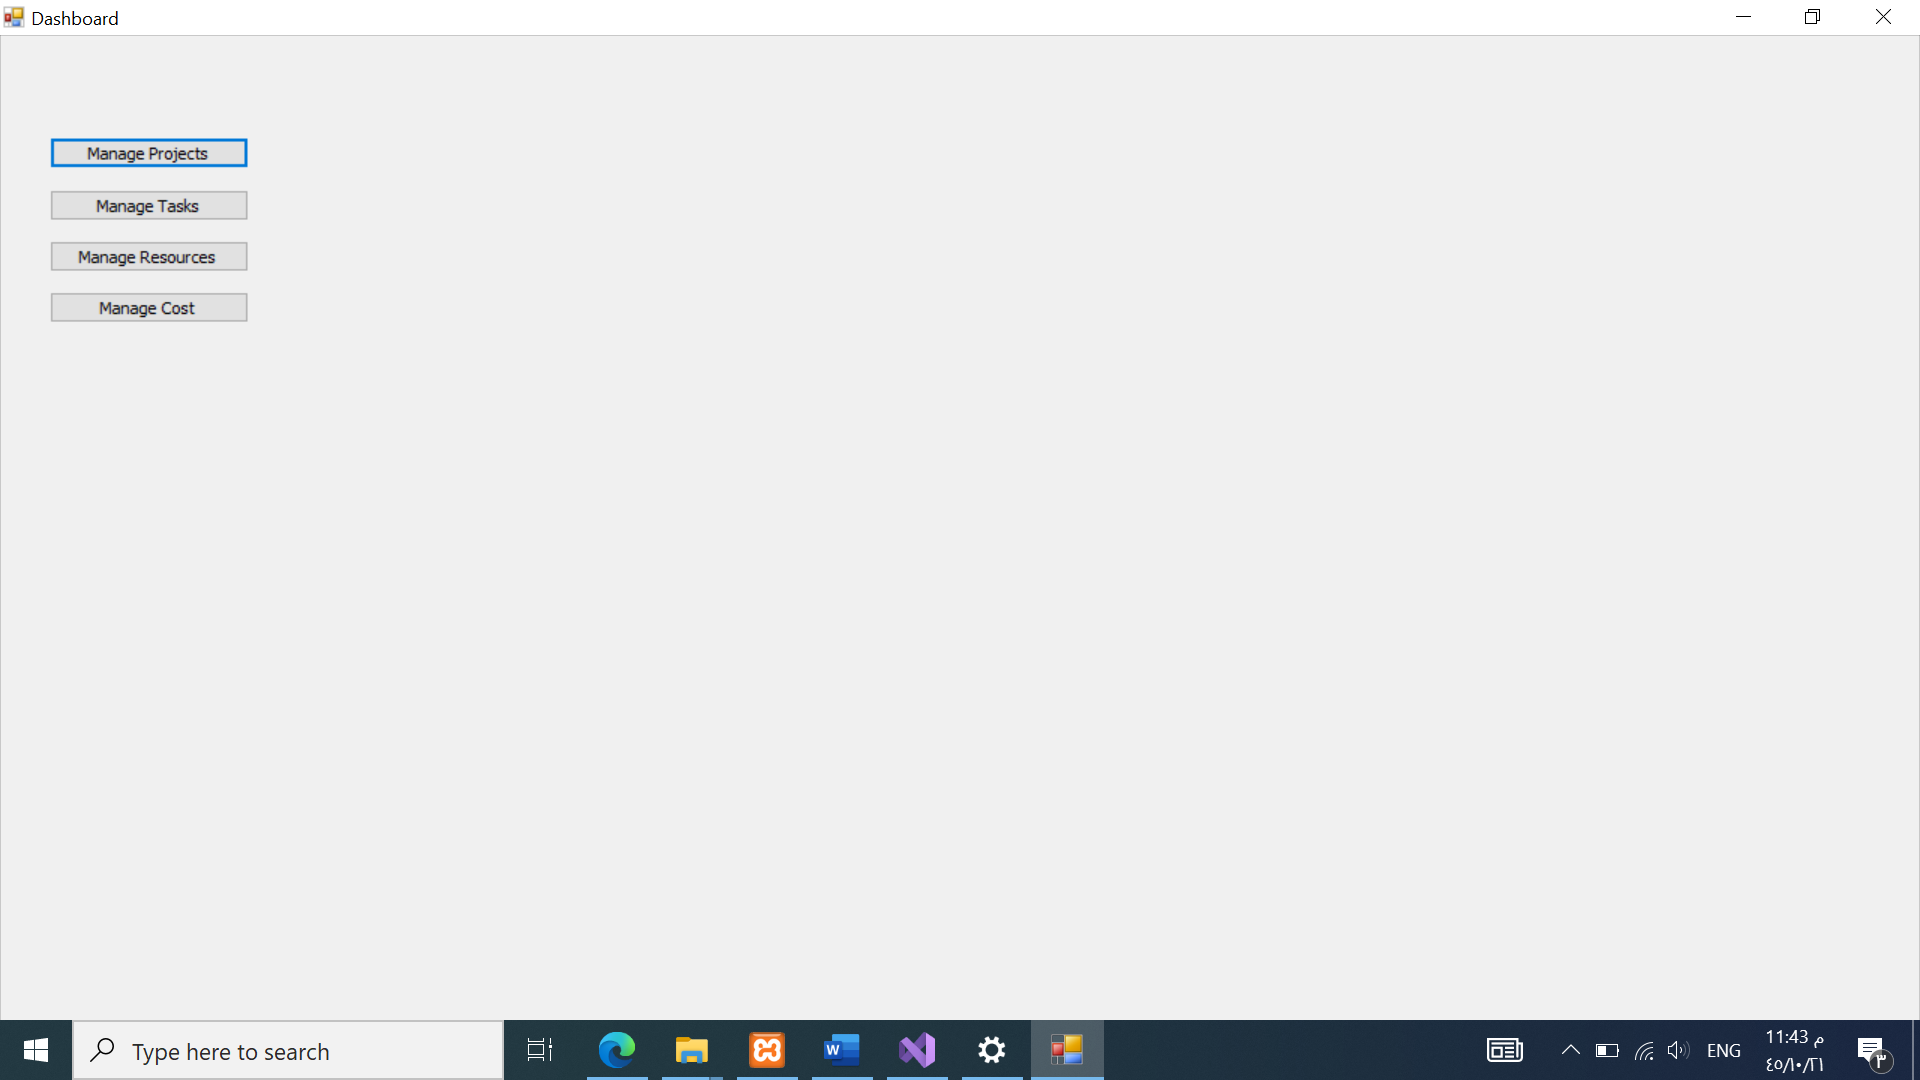 Dashboard
Manage Projects
Manage Tasks
Manage Resources
Manage Cost
Type here to search
ENG
11:43 م
٤٥/١٠/٢١
٣